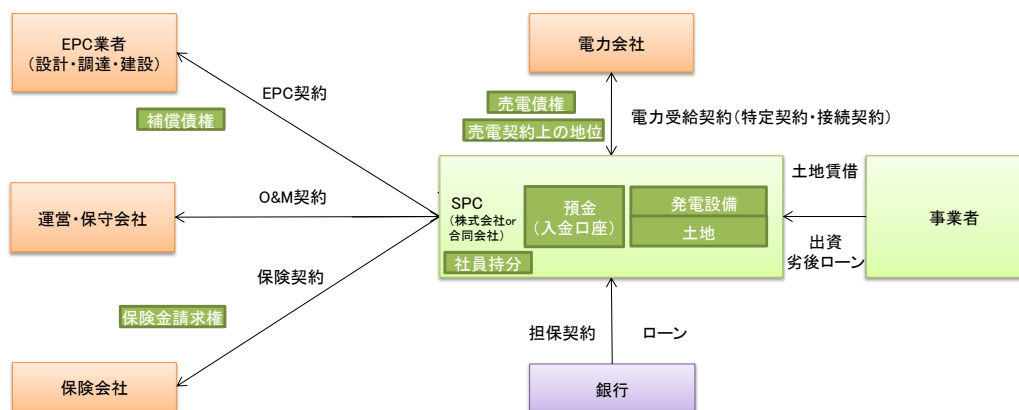 EPC業者
（設計・調達・建設）
電力会社
EPC契約
売電債権
補償債権
電力受給契約（特定契約・接続契約）
売電契約上の地位
土地賃借
O&M契約
SPC
（株式会社or
合同会社）
預金
（入金口座）
発電設備
土地
運営・保守会社
事業者
出資
劣後ローン
社員持分
保険契約
保険金請求権
担保契約
ローン
保険会社
銀行